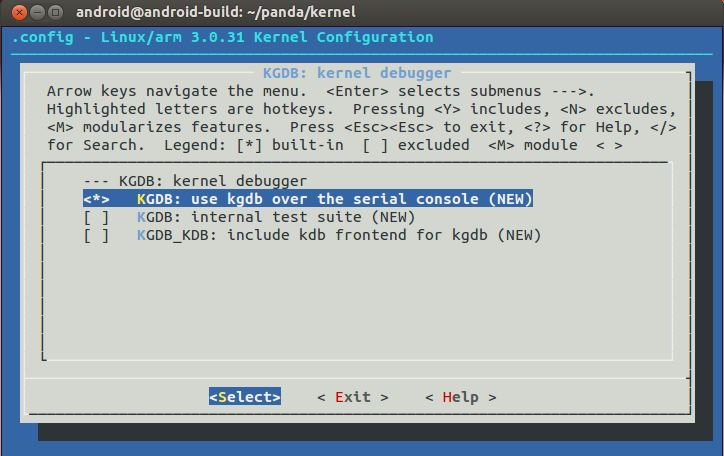 android@android-build: ~/panda/kernel
.config - Linux/arm 3.0.31 Kernel Configuration
KGDB: kernel debugger
Arrow keys navigate the menu.  <Enter> selects submenus --->.
Highlighted letters are hotkeys.  Pressing <Y> includes, <N> excludes,
<M> modularizes features.  Press <Esc><Esc> to exit, <?> for Help, </>
for Search.  Legend: [*] built-in  [ ] excluded  <M> module  < >
--- KGDB: kernel debugger
<*>   KGDB: use kgdb over the serial console (NEW)
[ ]   KGDB: internal test suite (NEW)
[ ]   KGDB_KDB: include kdb frontend for kgdb (NEW)
<Select>    < Exit >    < Help >